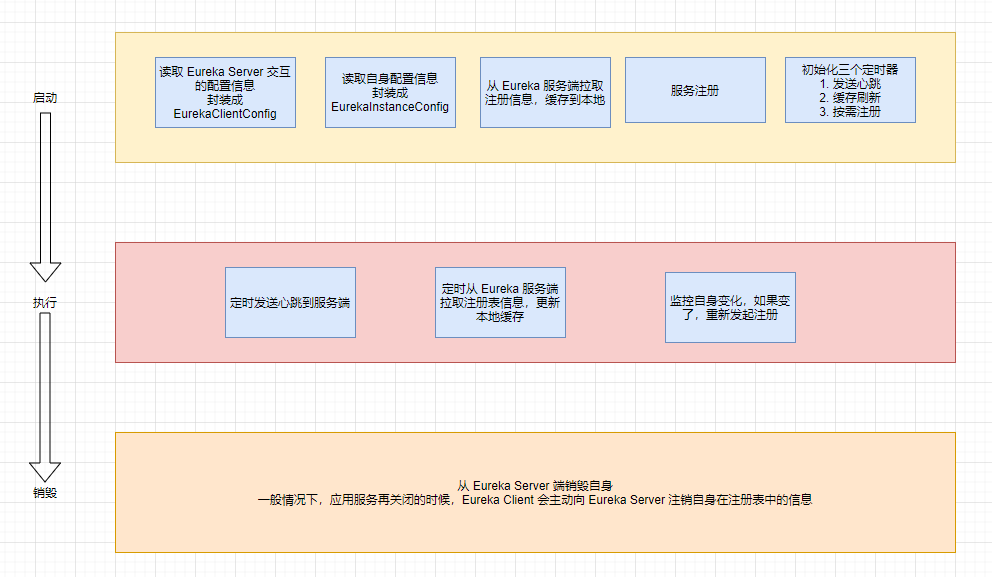 启动
读取 Eureka Server 交互
的配置信息
封装成
EurekaClientConfig
读取自身配置信息
封装成
EurekaInstanceConfig
从 Eureka 服务端拉取
注册信息，缓存到本地
服务注册
初始化三个定时器
1. 发送心跳
2. 缓存刷新
3. 按需注册
执行
定时发送心跳到服务端
定时从 Eureka 服务端
拉取注册表信息，更新
本地缓存
监控自身变化，如果变
了，重新发起注册
销毁
从 Eureka Server 端销毁自身
一般情况下，应用服务再关闭的时候，Eureka Client 会主动向 Eureka Server 注销自身在注册表中的信息